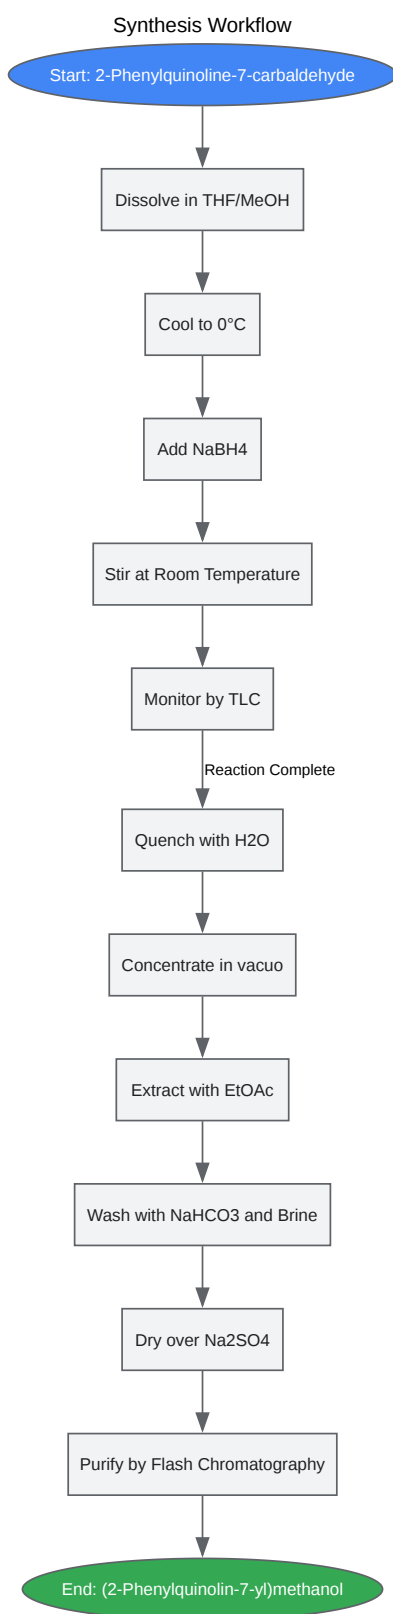 Synthesis Workflow
Start: 2-Phenylquinoline-7-carbaldehyde
Dissolve in THF/MeOH
Cool to 0°C
Add NaBH4
Stir at Room Temperature
Monitor by TLC
Reaction Complete
Quench with H2O
Concentrate in vacuo
Extract with EtOAc
Wash with NaHCO3 and Brine
Dry over Na2SO4
Purify by Flash Chromatography
End: (2-Phenylquinolin-7-yl)methanol